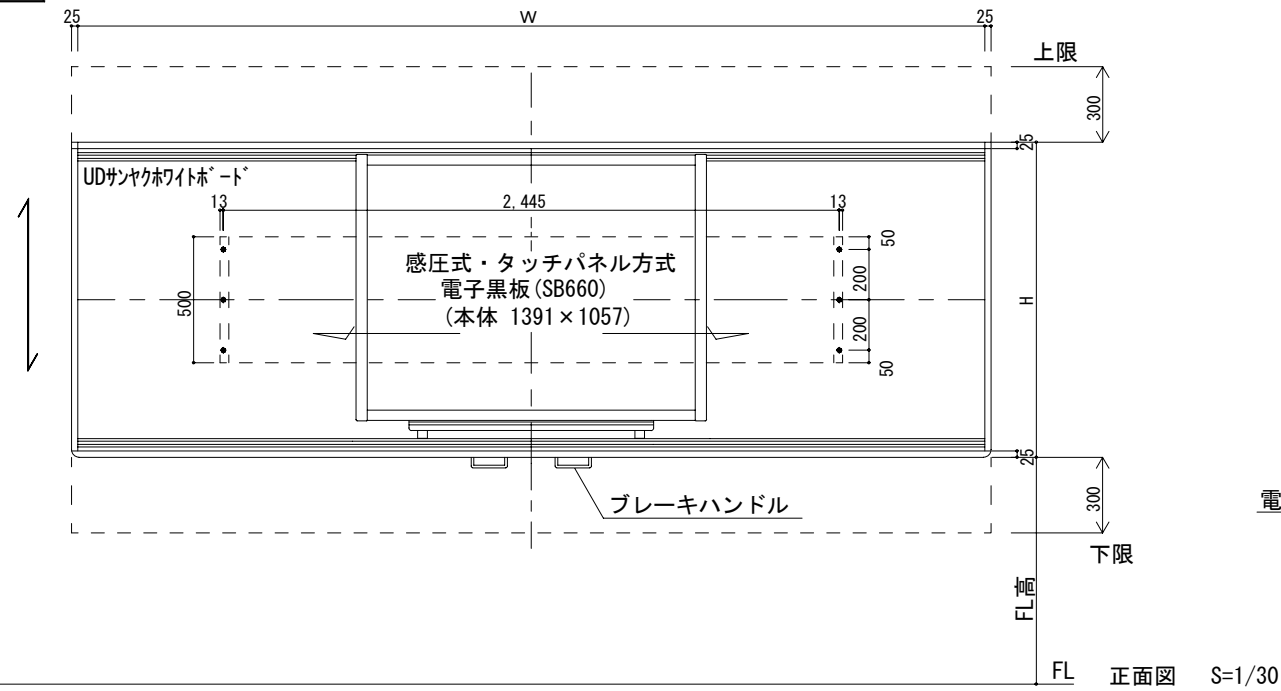 25 W 25
上限
300
25
UDサンヤクホワイトボード
13 2,445 13
50
感圧式・タッチパネル方式
200
電子黒板(SB660)
500
H
(本体 1391×1057)
200
50
25
ブレーキハンドル
300
電
下限
FL高
FL 正面図 S=1/30